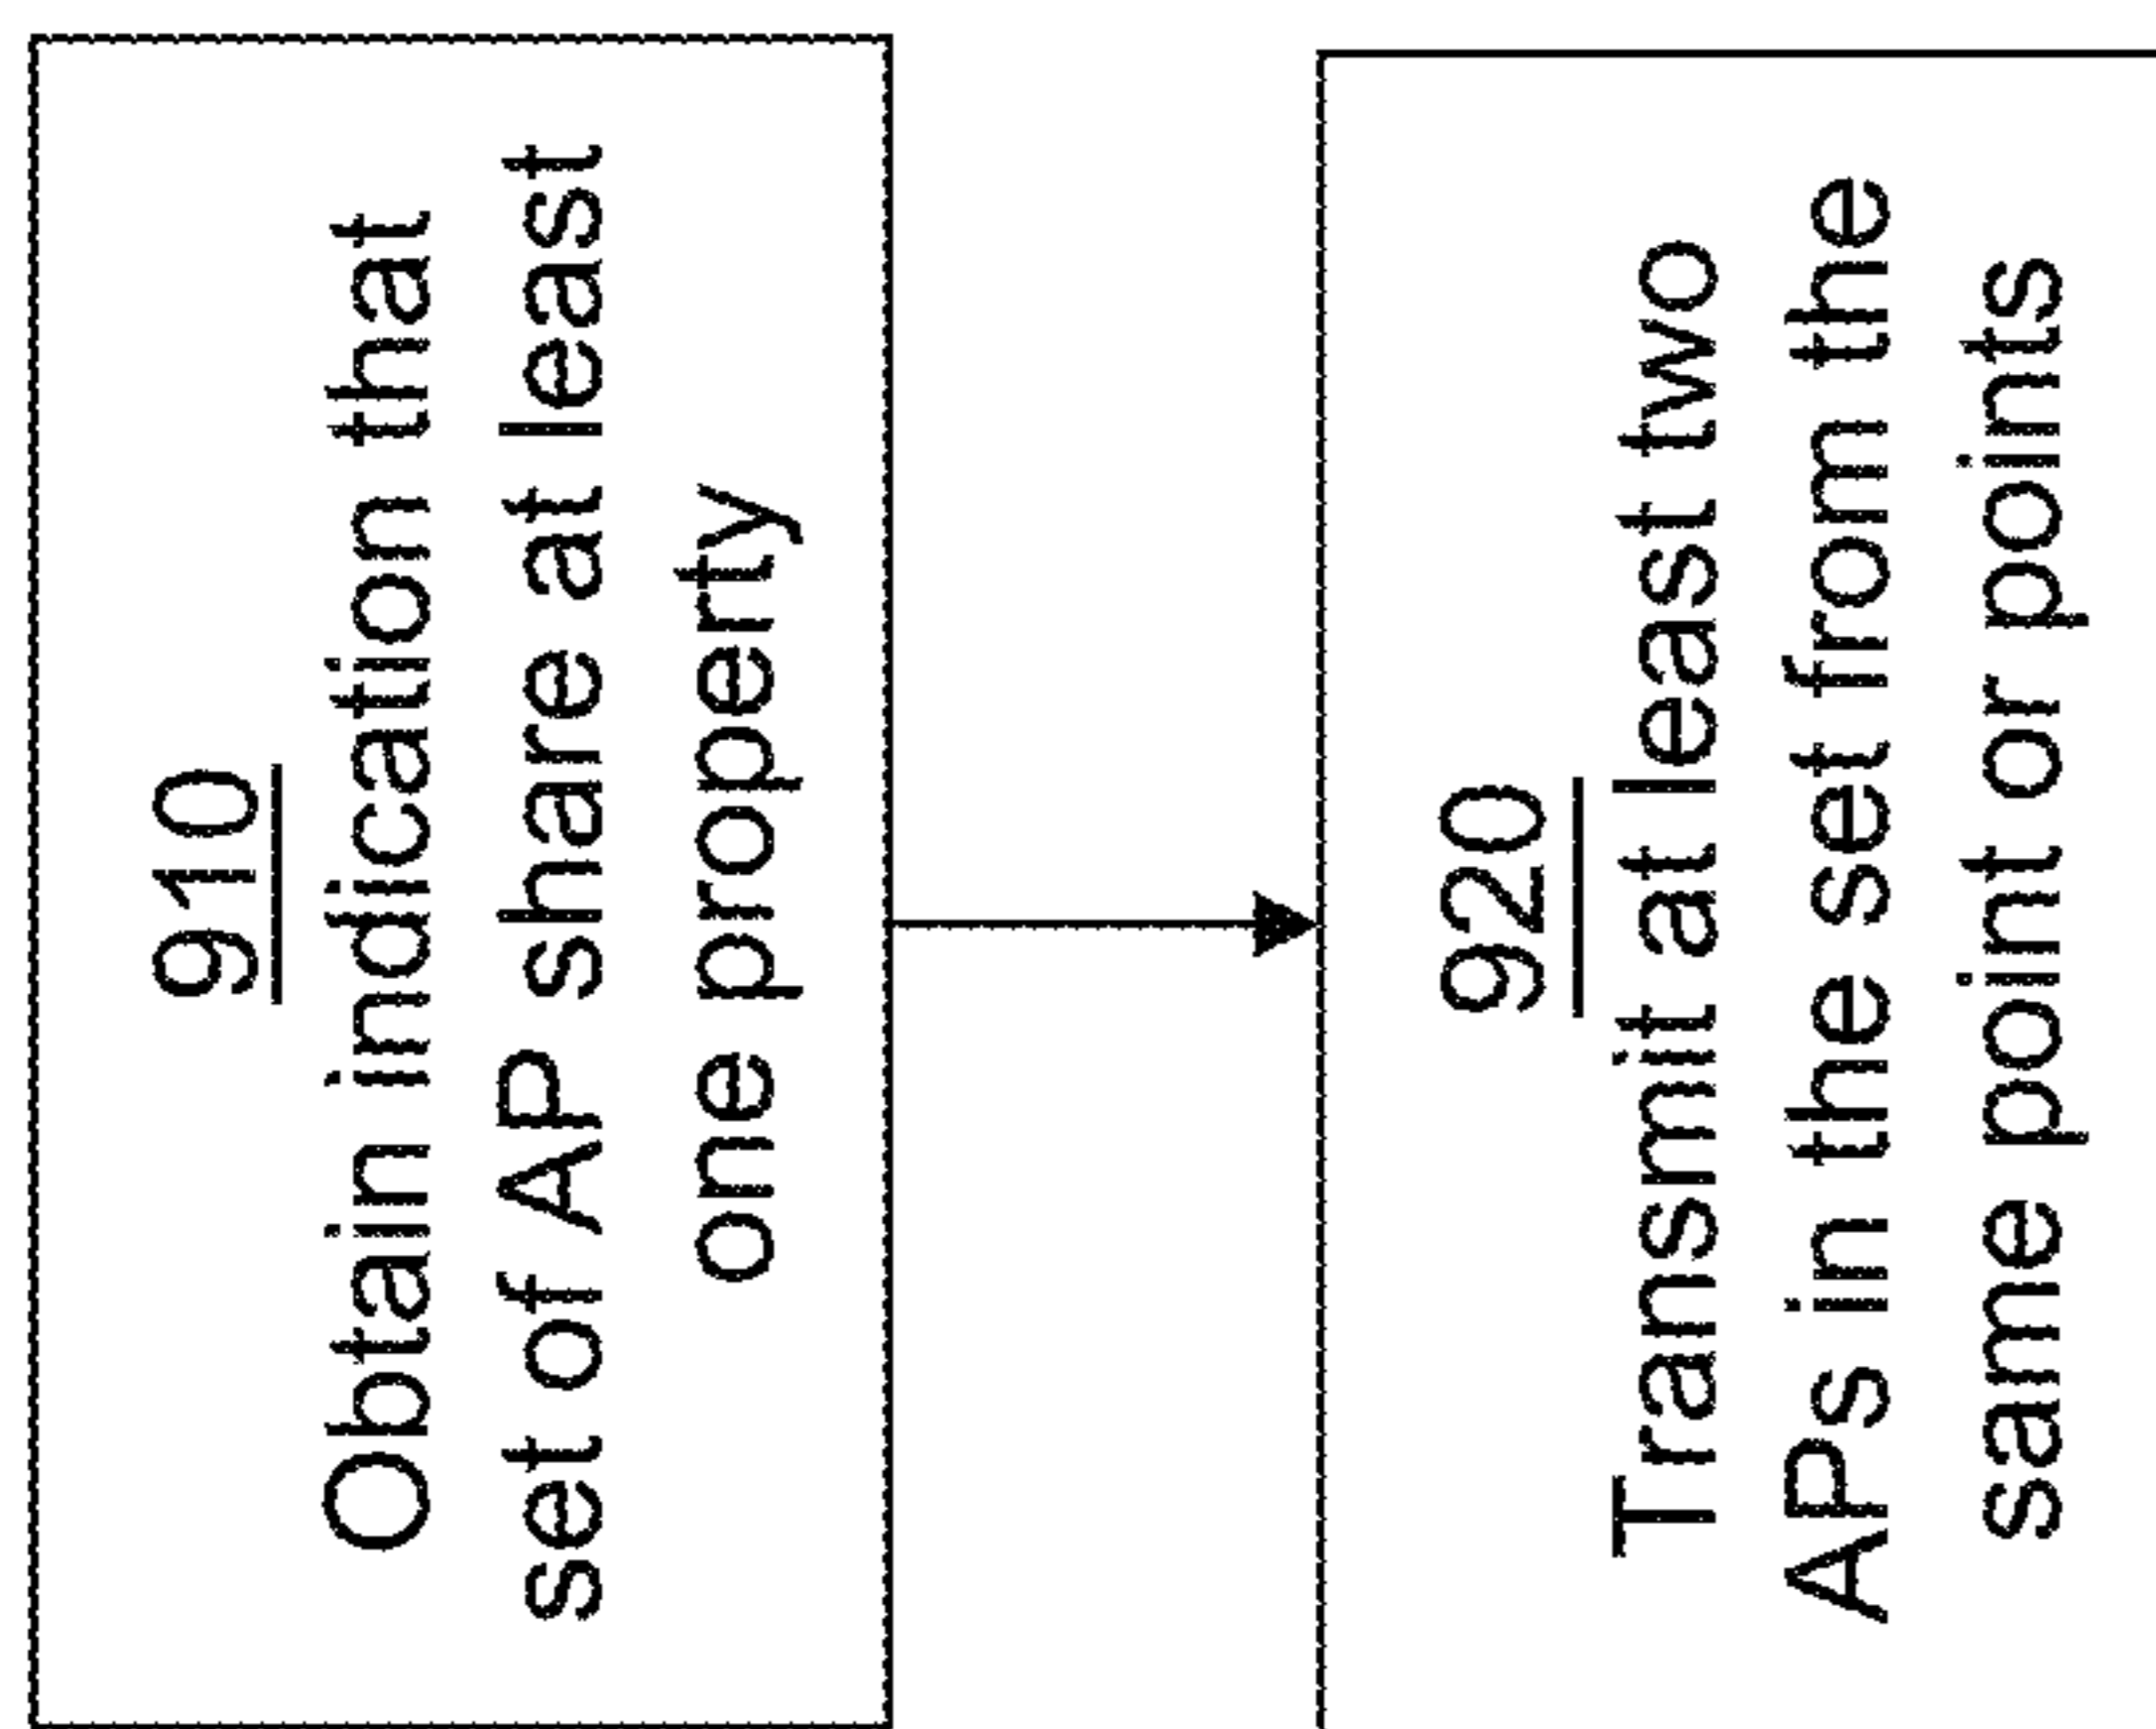 910
Obtain indication that
set of AP share at least
one property
920
Transmit at least two
APs in the set from the
same point or points